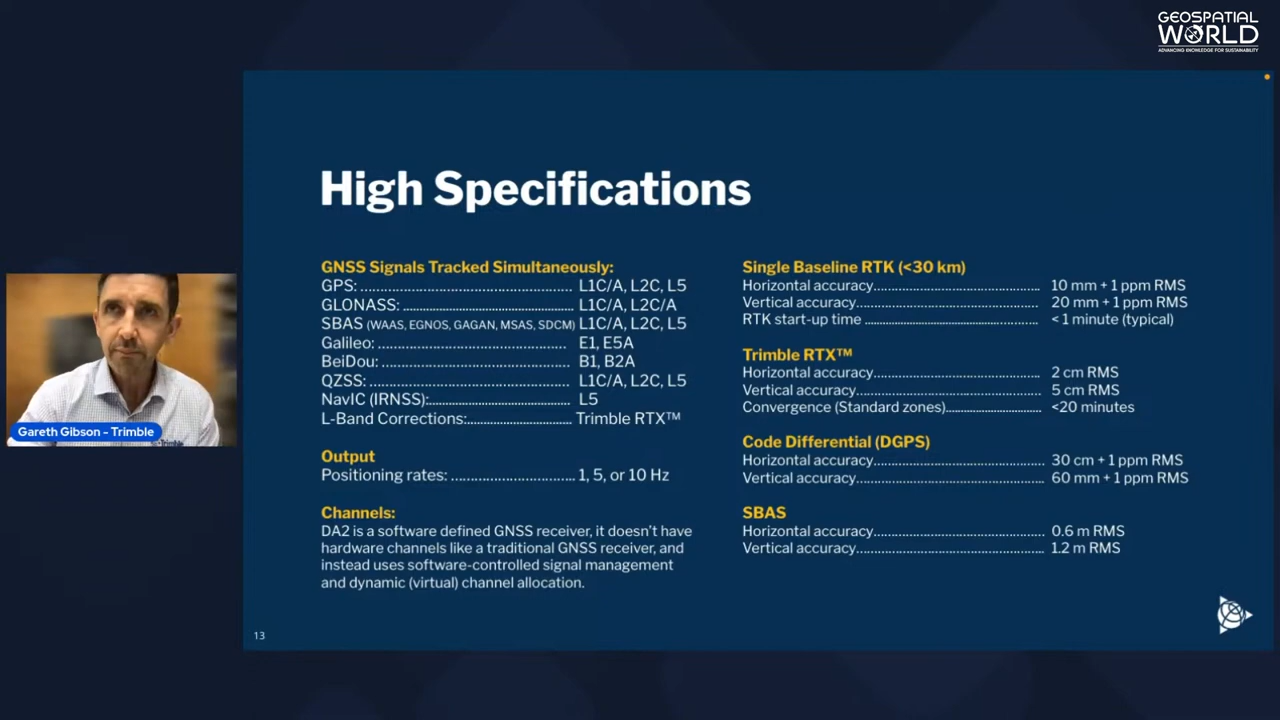 GEOSPATIAL
WORLD
ADVANCING KNOWLEDGE FOR SUSTAINABILITY
High Specifications
GNSS Signals Tracked Simultaneously:
GPS: ................................................ L1C/A, L2C, L5
GLONASS: ....................................... L1C/A, L2C/A
SBAS (WAAS, EGNOS, GAGAN, MSAS, SDCM) L1C/A, L2C, L5
Galileo: .......................................... E1, E5A
BeiDou: .......................................... B1, B2A
QZSS: ............................................. L1C/A, L2C, L5
NavIC (IRNSS):................................ L5
L-Band Corrections:....................... Trimble RTX™
Output
Positioning rates: ............................ 1, 5, or 10 Hz
Channels:
DA2 is a software defined GNSS receiver, it doesn't have
hardware channels like a traditional GNSS receiver, and
instead uses software-controlled signal management
and dynamic (virtual) channel allocation.
Single Baseline RTK (<30 km)
Horizontal accuracy.......................................... 10 mm + 1 ppm RMS
Vertical accuracy.............................................. 20 mm + 1 ppm RMS
RTK start-up time ............................................ < 1 minute (typical)
Trimble RTX™
Horizontal accuracy.......................................... 2 cm RMS
Vertical accuracy.............................................. 5 cm RMS
Convergence (Standard zones)........................ <20 minutes
Code Differential (DGPS)
Horizontal accuracy.......................................... 30 cm + 1 ppm RMS
Vertical accuracy.............................................. 60 mm + 1 ppm RMS
SBAS
Horizontal accuracy.......................................... 0.6 m RMS
Vertical accuracy.............................................. 1.2 m RMS
Gareth Gibson - Trimble
Trimble
13